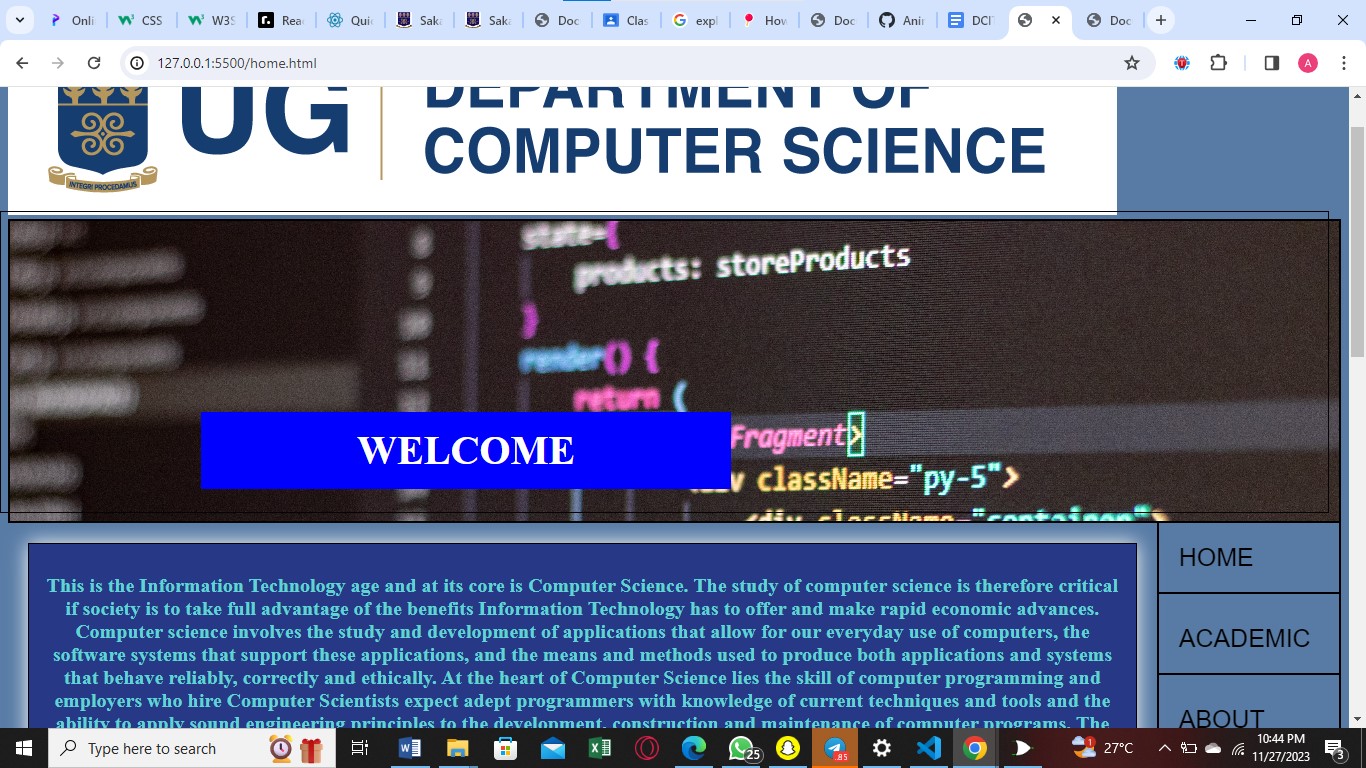 Onli
CSS
W3S
Rea
Quic
Saka
Saka
Doc
Clas
expl
How
Doc
Ani
DCI
Doc
127.0.0.1:5500/home.html
A
UG
DEPARTMENT OF
COMPUTER SCIENCE
INTEGRI PROCEDAMUS
state={
products: storeProducts
}
render() {
return (
Fragment>
WELCOME
className="py-5">
<div className="container">
HOME
ACADEMIC
ABOUT
This is the Information Technology age and at its core is Computer Science. The study of computer science is therefore critical
if society is to take full advantage of the benefits Information Technology has to offer and make rapid economic advances.
Computer science involves the study and development of applications that allow for our everyday use of computers, the
software systems that support these applications, and the means and methods used to produce both applications and systems
that behave reliably, correctly and ethically. At the heart of Computer Science lies the skill of computer programming and
employers who hire Computer Scientists expect adept programmers with knowledge of current techniques and tools and the
ability to apply sound engineering principles to the development, construction and maintenance of computer programs. The
Type here to search
25
.85
27°C
10:44 PM
11/27/2023
3